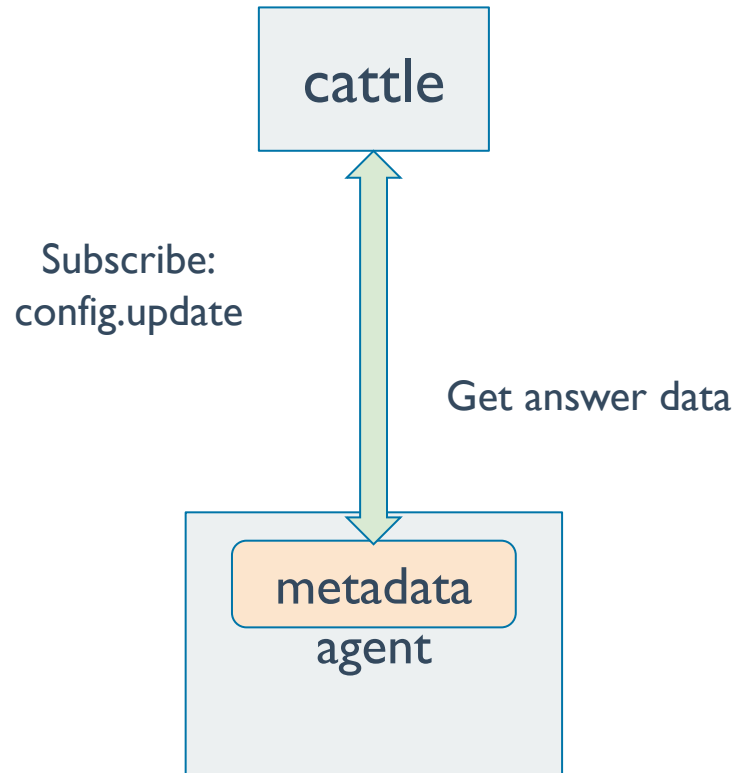 cattle
Subscribe:
config.update
Get answer data
metadata
agent